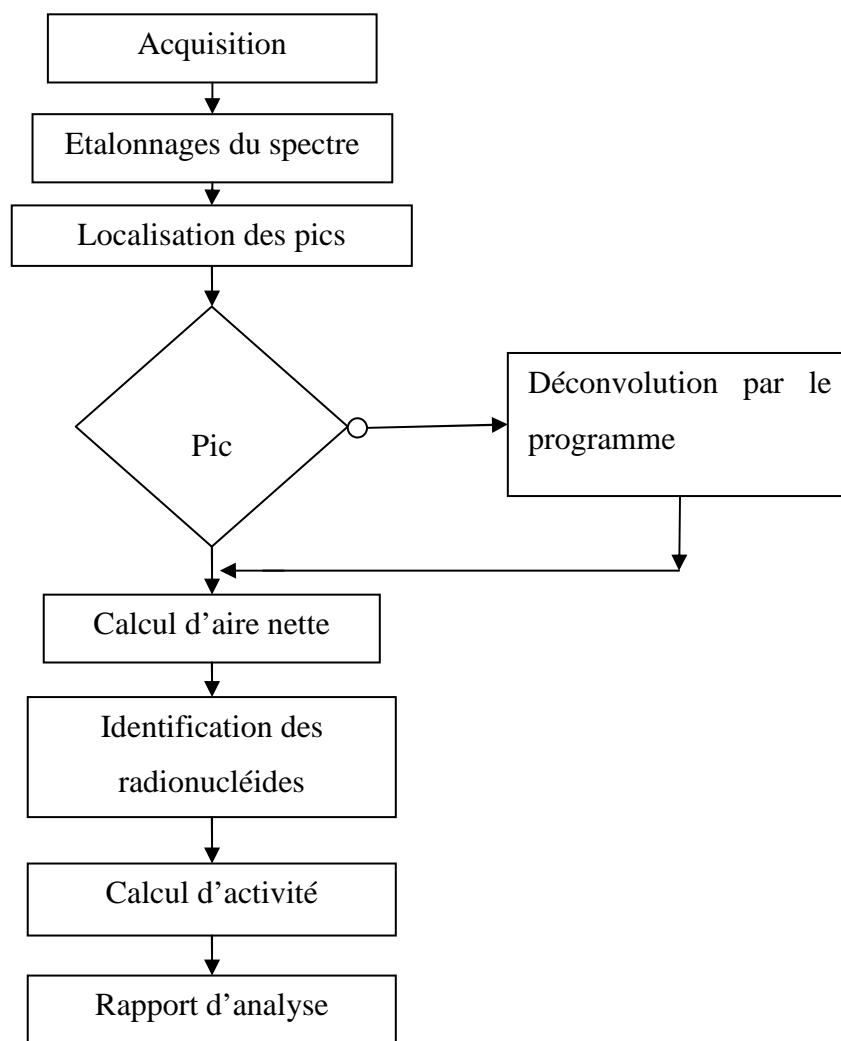 Acquisition
Etalonnages du spectre
Localisation des pics
Pic
Déconvolution par le
programme
Calcul d’aire nette
Identification des
radionucléides
Calcul d’activité
Rapport d’analyse